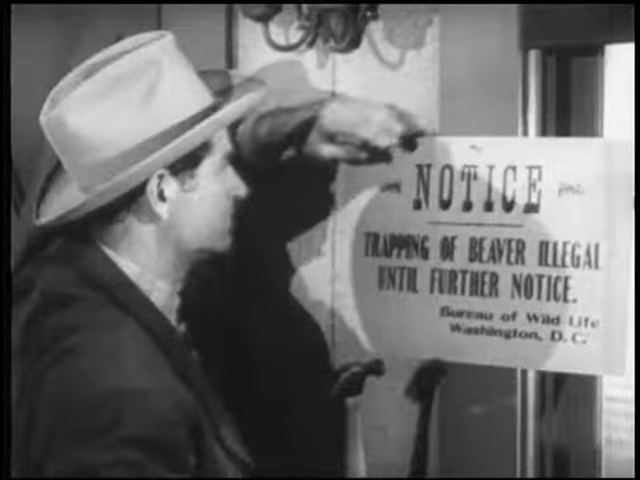 NOTICE
TRAPPING OF BEAVER ILLEGAL
UNTIL FURTHER NOTICE.
Bureau of Wild Life
Washington, D.C.